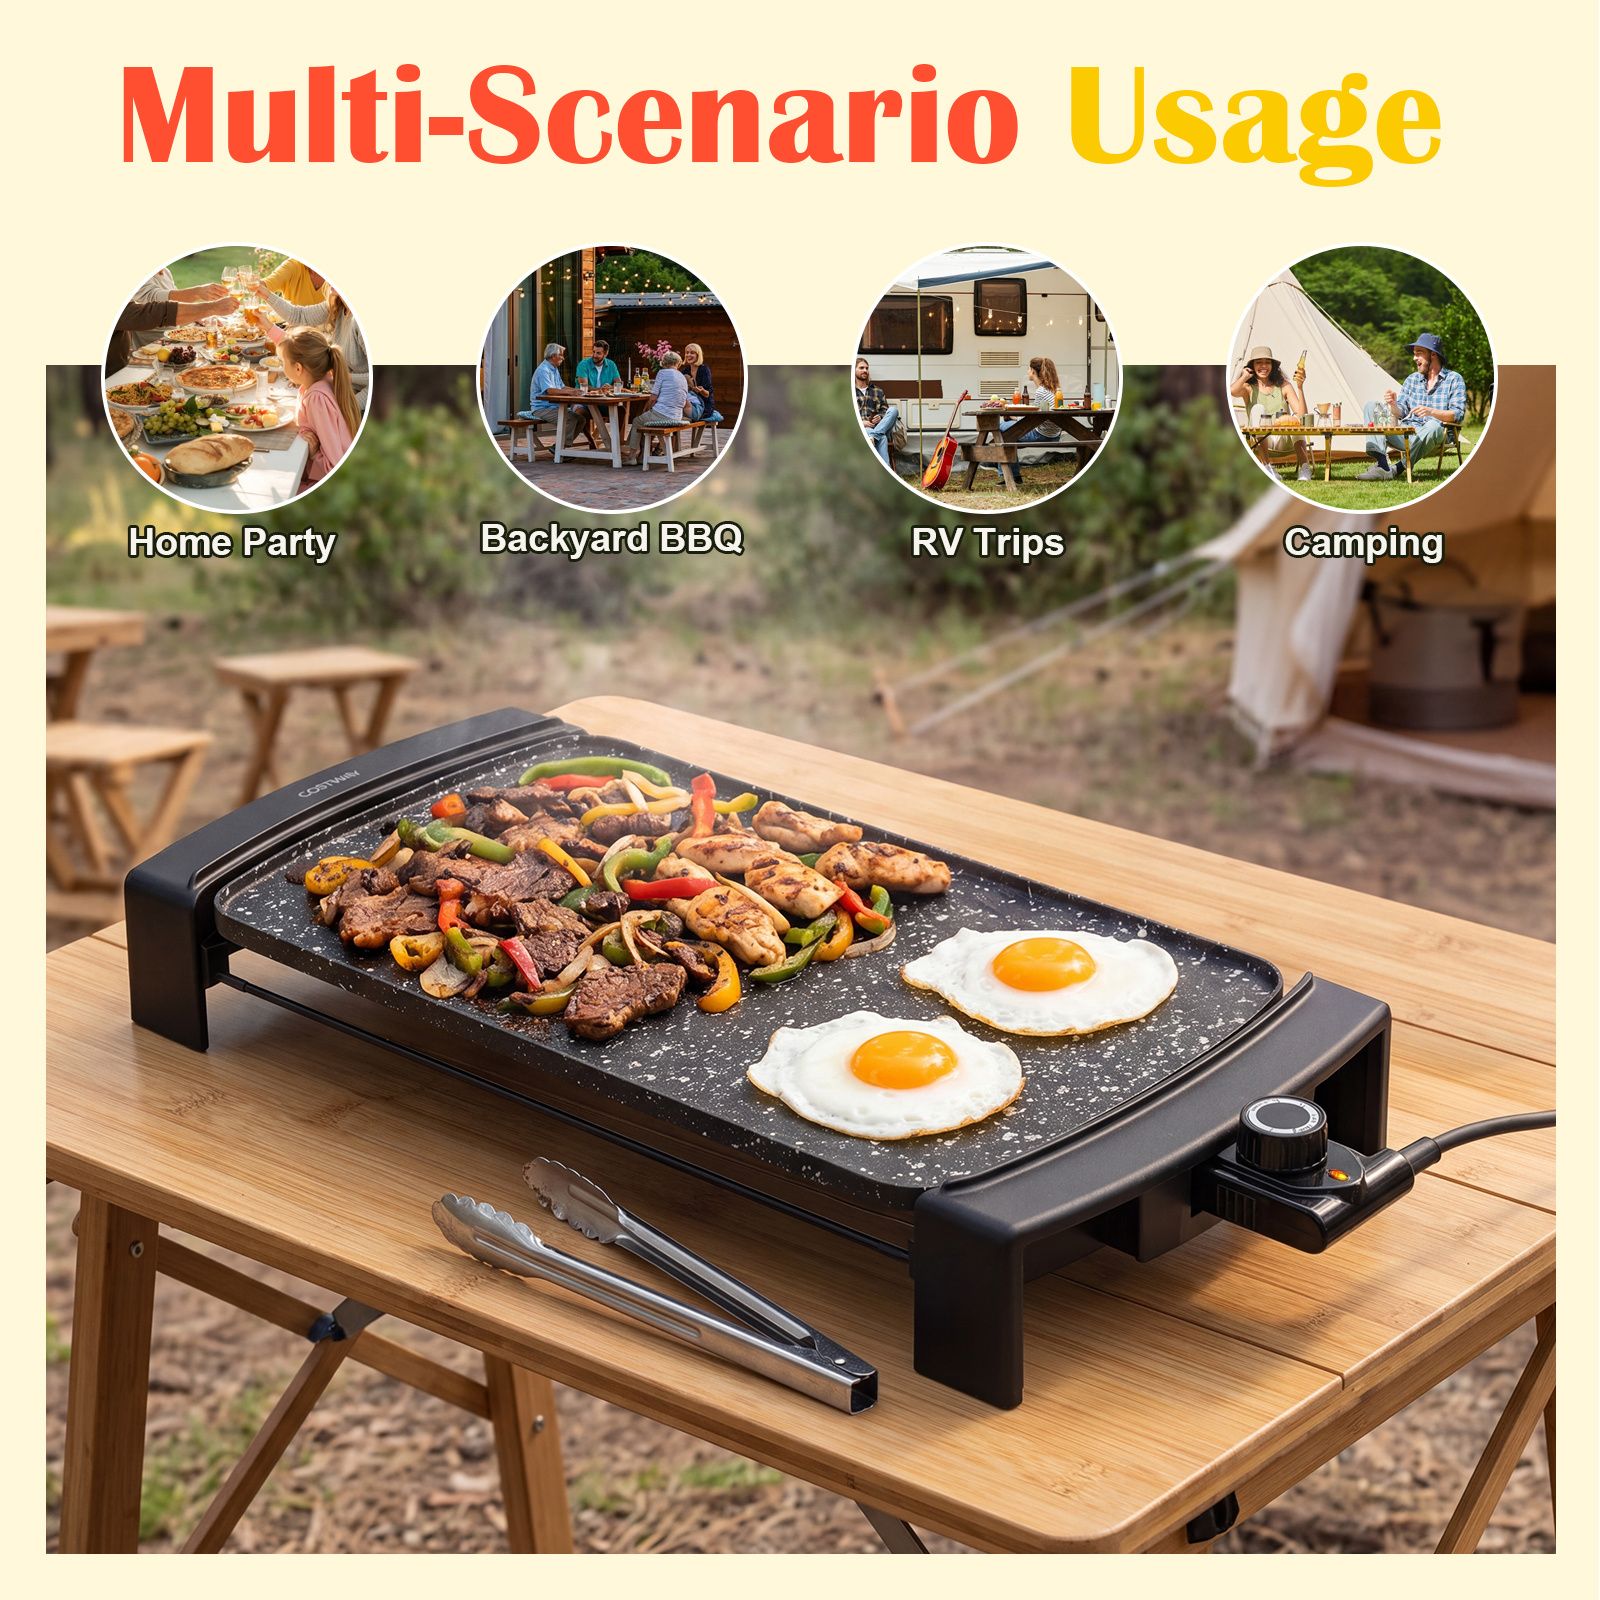 Multi-Scenario Usage
Home Party
Backyard BBQ
RV Trips
Camping
COSTWAY